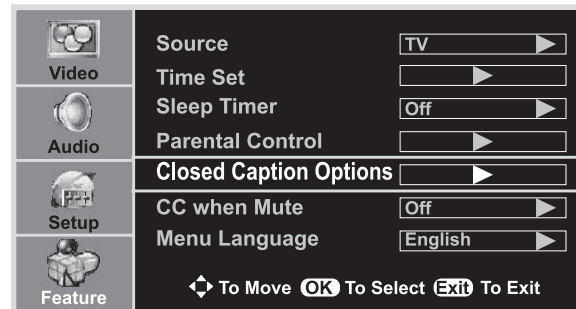 Video
Audio
Setup
Feature
Source TV
Time Set
Sleep Timer Off
Parental Control
Closed Caption Options
CC when Mute Off
Menu Language English
To Move OK To Select Exit To Exit